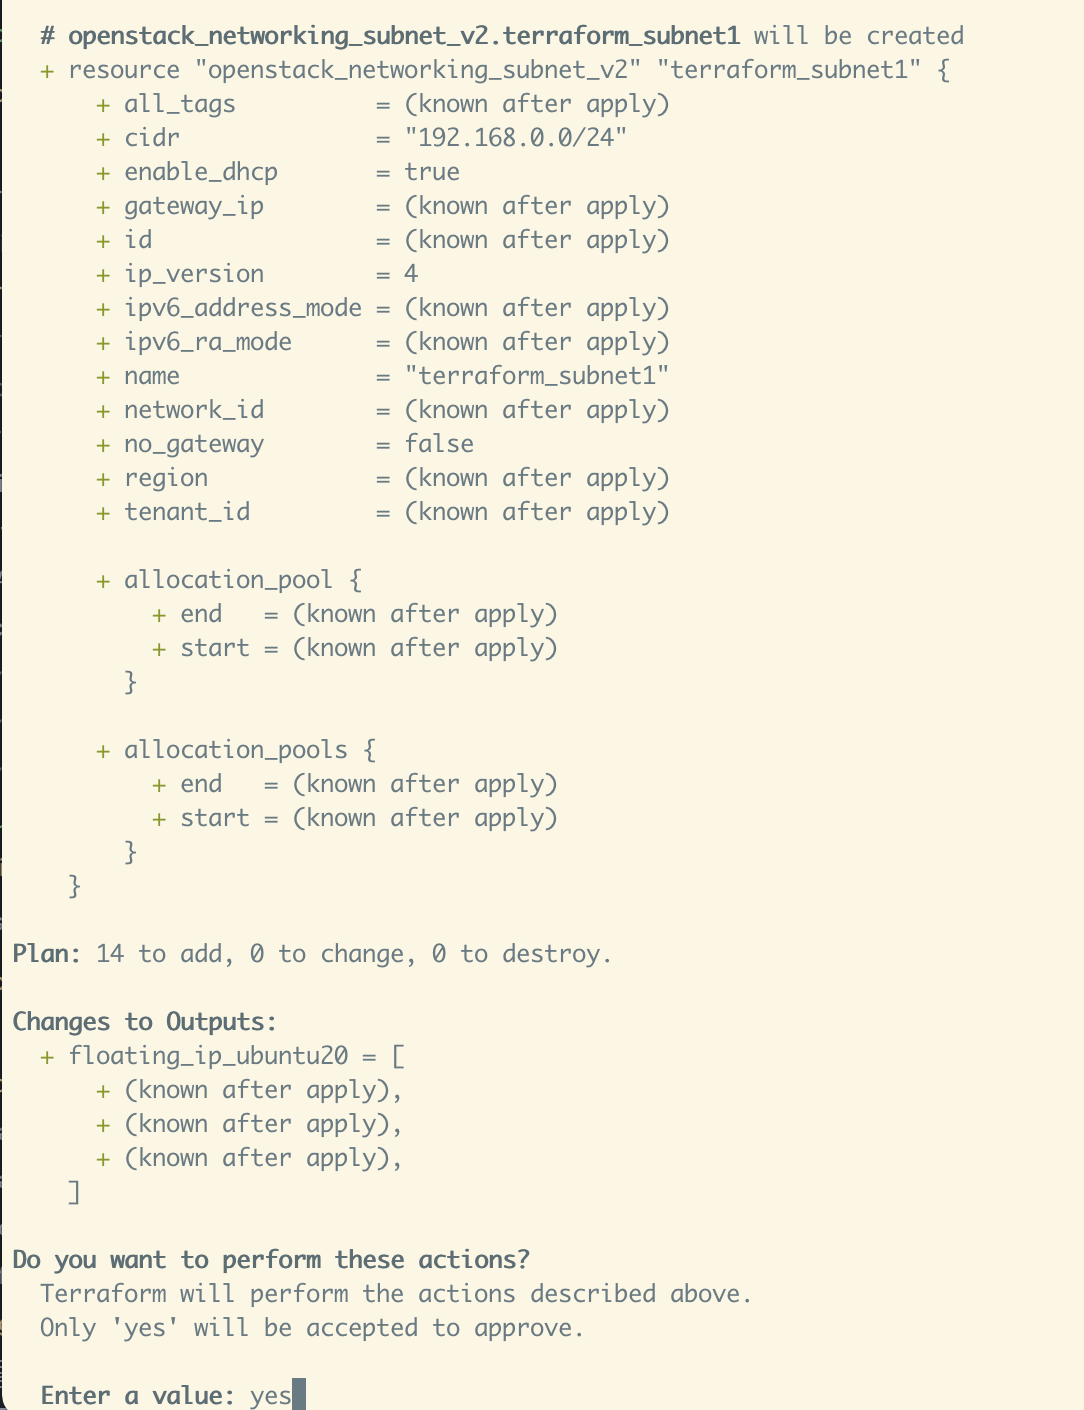 # openstack_networking_subnet_v2.terraform_subnet1 will be created
+ resource "openstack_networking_subnet_v2" "terraform_subnet1" {
+ all_tags = (known after apply)
+ cidr = "192.168.0.0/24"
+ enable_dhcp = true
+ gateway_ip = (known after apply)
+ id = (known after apply)
+ ip_version = 4
+ ipv6_address_mode = (known after apply)
+ ipv6_ra_mode = (known after apply)
+ name = "terraform_subnet1"
+ network_id = (known after apply)
+ no_gateway = false
+ region = (known after apply)
+ tenant_id = (known after apply)
+ allocation_pool {
+ end = (known after apply)
+ start = (known after apply)
}
+ allocation_pools {
+ end = (known after apply)
+ start = (known after apply)
}
}
Plan: 14 to add, 0 to change, 0 to destroy.
Changes to Outputs:
+ floating_ip_ubuntu20 = [
+ (known after apply),
+ (known after apply),
+ (known after apply),
]
Do you want to perform these actions?
Terraform will perform the actions described above.
Only 'yes' will be accepted to approve.
Enter a value: yes